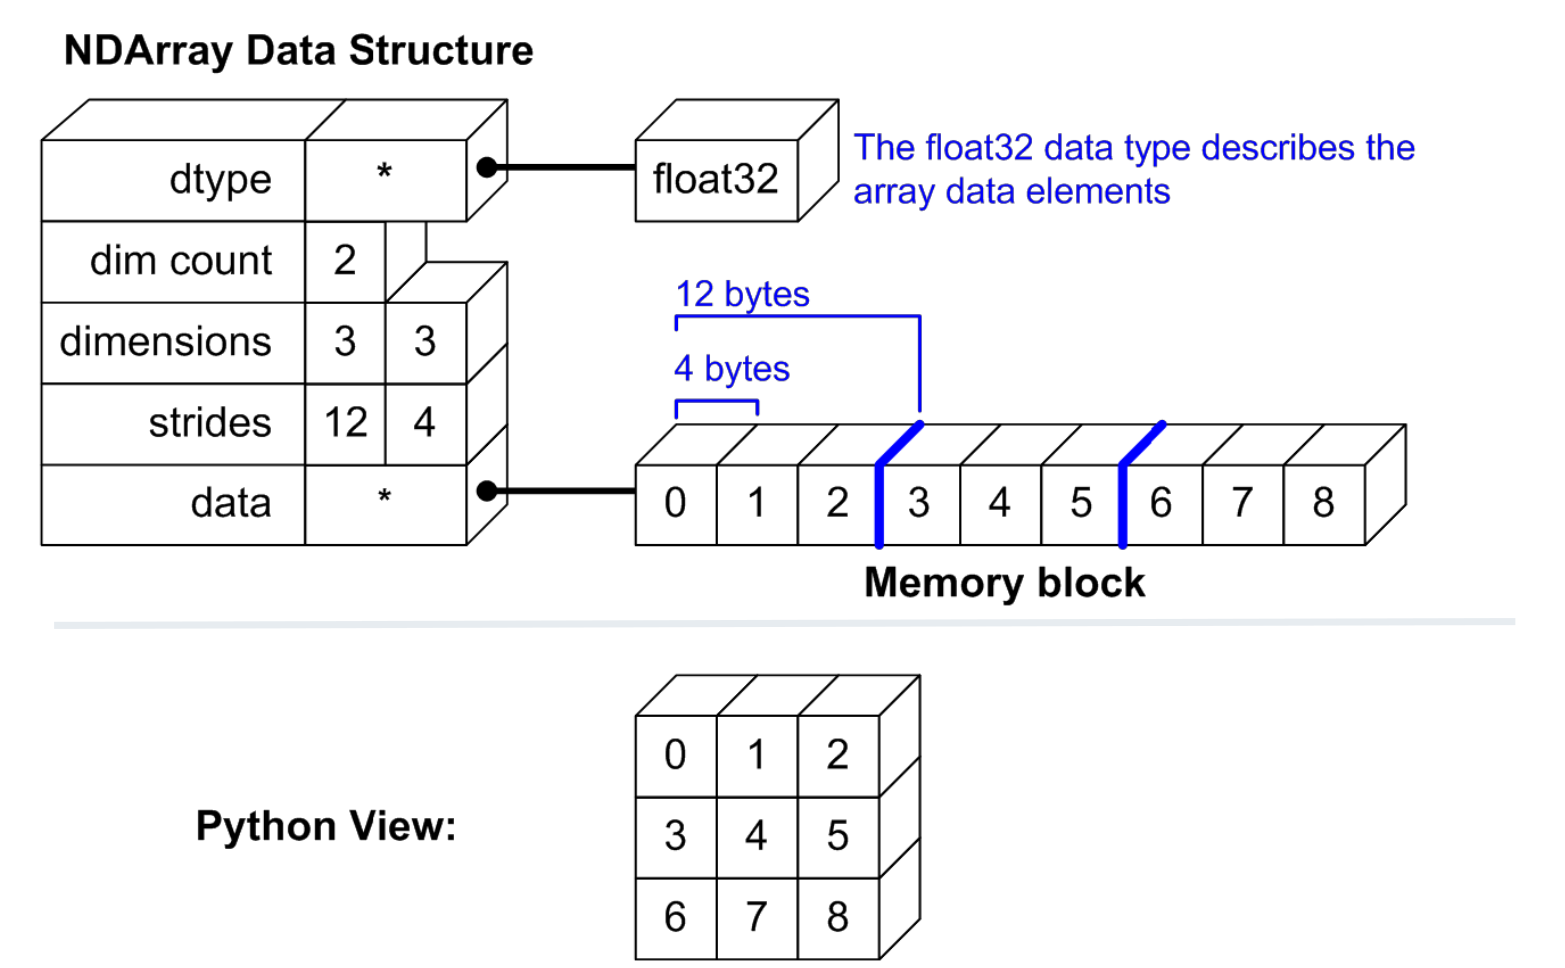 NDArray Data Structure
dtype * float32
The float32 data type describes the
array data elements
dim count 2
dimensions 3 3
strides 12 4
data *
12 bytes
4 bytes
0 1 2 3 4 5 6 7 8
Memory block
Python View:
0 1 2
3 4 5
6 7 8